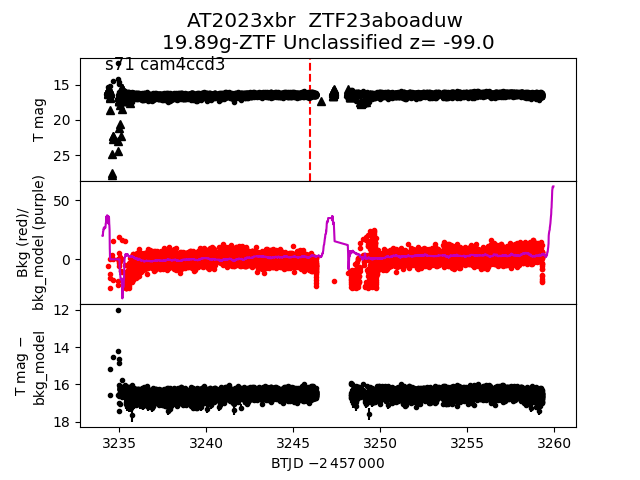 AT2023xbr  ZTF23aboaduw
19.89g-ZTF Unclassified z= -99.0
s71 cam4ccd3
T mag
15
20
25
Bkg (red)/
bkg_model (purple)
50
0
T mag −
bkg_model
12
14
16
18
3235 3240 3245 3250 3255 3260
BTJD −2 457 000